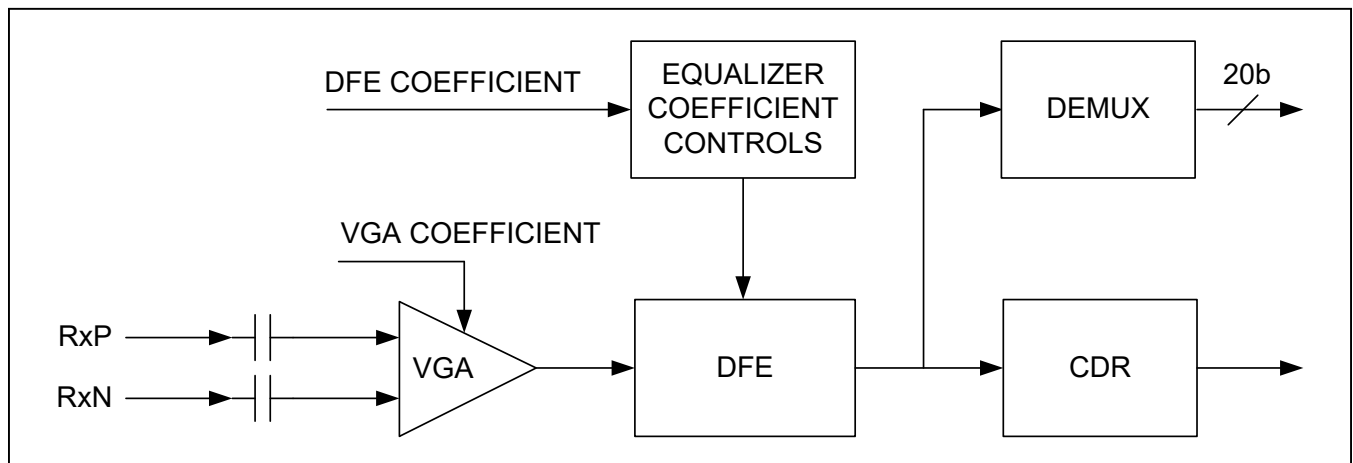 DFE COEFFICIENT
EQUALIZER
COEFFICIENT
CONTROLS
DEMUX
20b
VGA COEFFICIENT
RxP
RxN
VGA
DFE
CDR